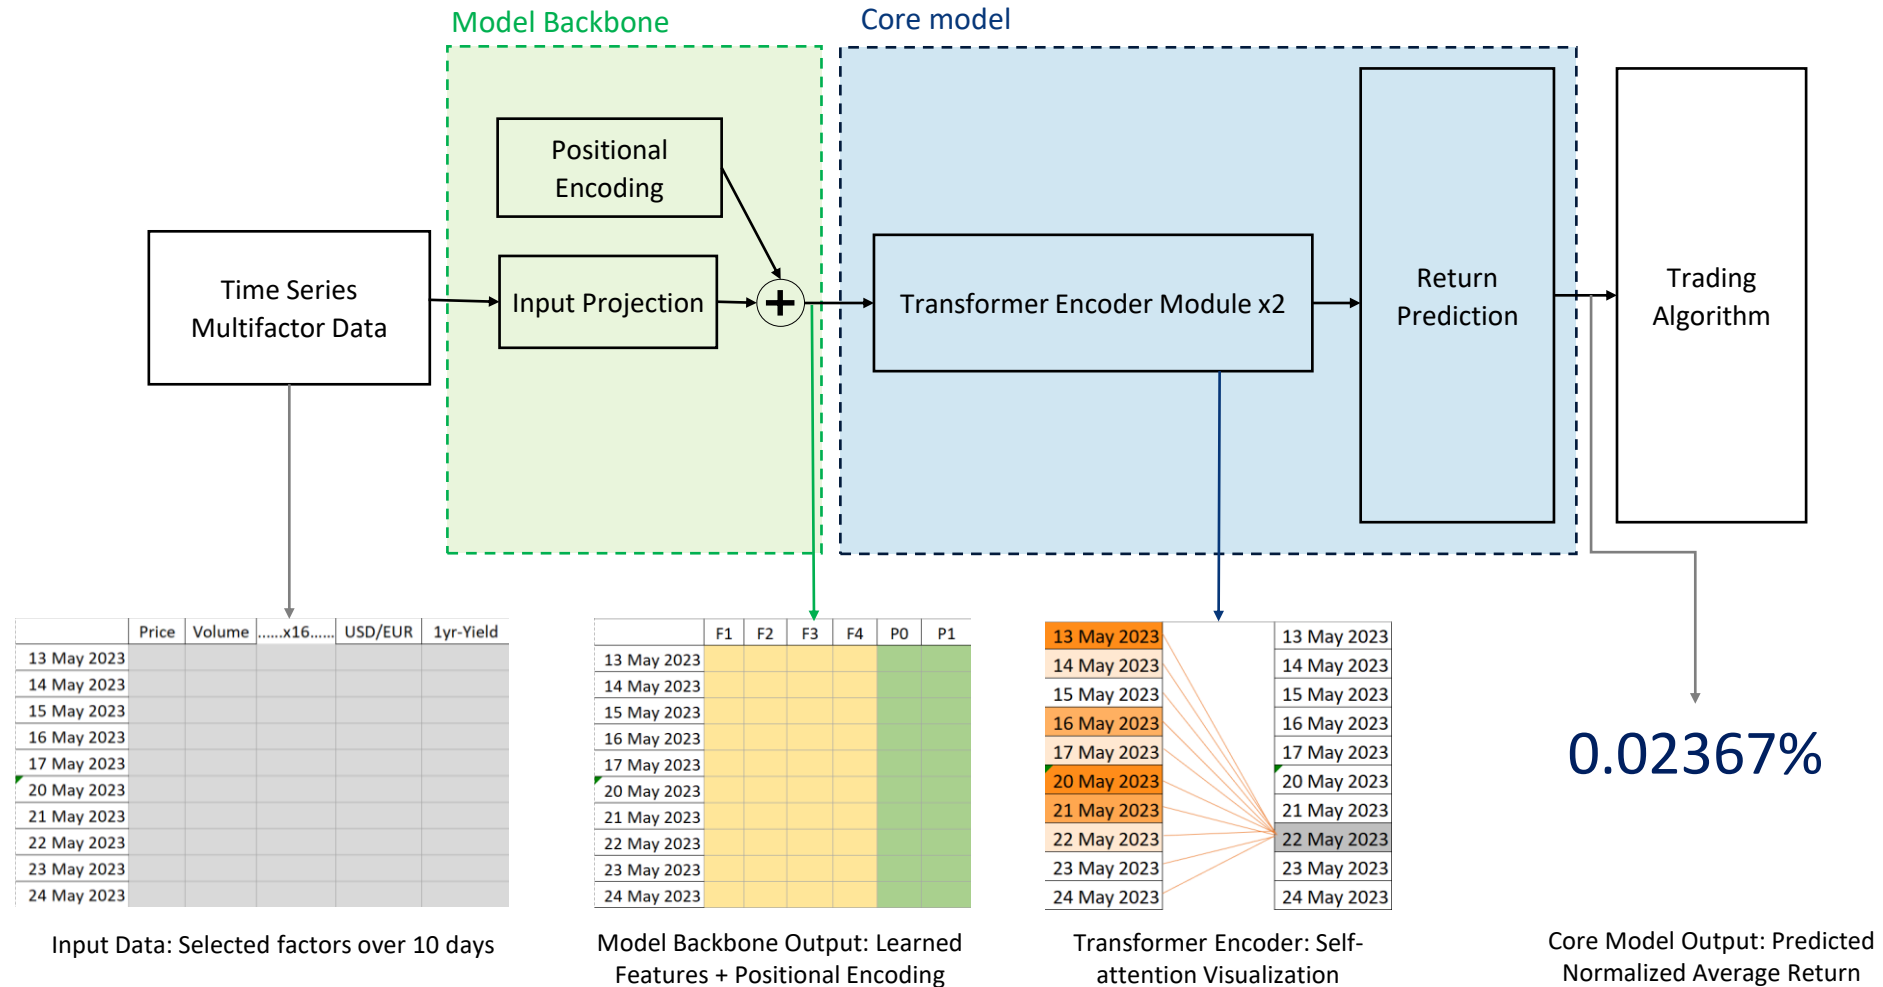 Model Backbone
Core model
Positional
Encoding
Time Series
Multifactor Data
Input Projection
+
Transformer Encoder Module x2
Return
Prediction
Trading
Algorithm
Price Volume ......x16...... USD/EUR 1yr-Yield
13 May 2023
14 May 2023
15 May 2023
16 May 2023
17 May 2023
20 May 2023
21 May 2023
22 May 2023
23 May 2023
24 May 2023
Input Data: Selected factors over 10 days
F1 F2 F3 F4 P0 P1
13 May 2023
14 May 2023
15 May 2023
16 May 2023
17 May 2023
20 May 2023
21 May 2023
22 May 2023
23 May 2023
24 May 2023
Model Backbone Output: Learned
Features + Positional Encoding
13 May 2023 13 May 2023
14 May 2023 14 May 2023
15 May 2023 15 May 2023
16 May 2023 16 May 2023
17 May 2023 17 May 2023
20 May 2023 20 May 2023
21 May 2023 21 May 2023
22 May 2023 22 May 2023
23 May 2023 23 May 2023
24 May 2023 24 May 2023
Transformer Encoder: Self-
attention Visualization
0.02367%
Core Model Output: Predicted
Normalized Average Return